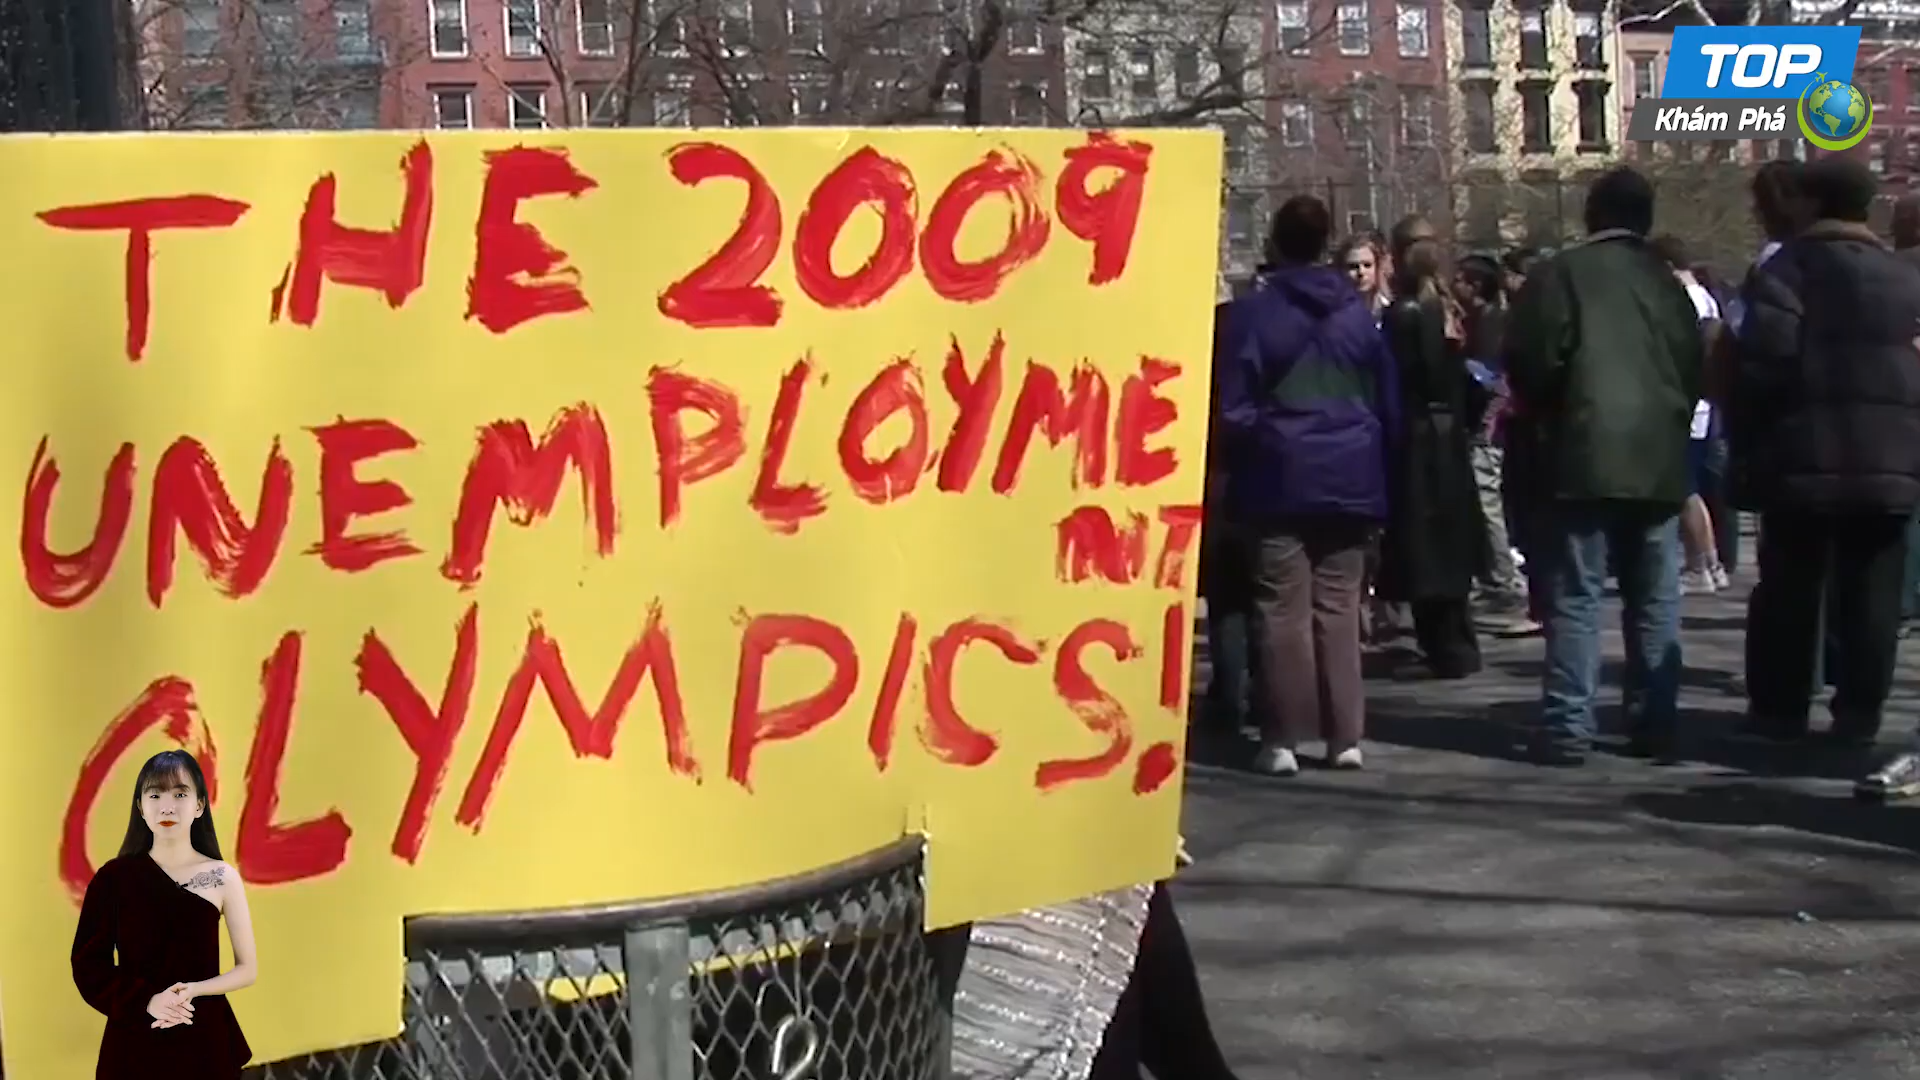 TOP
Khám Phá
THE 2009
UNEMPLOYME
NT
OLYMPICS!